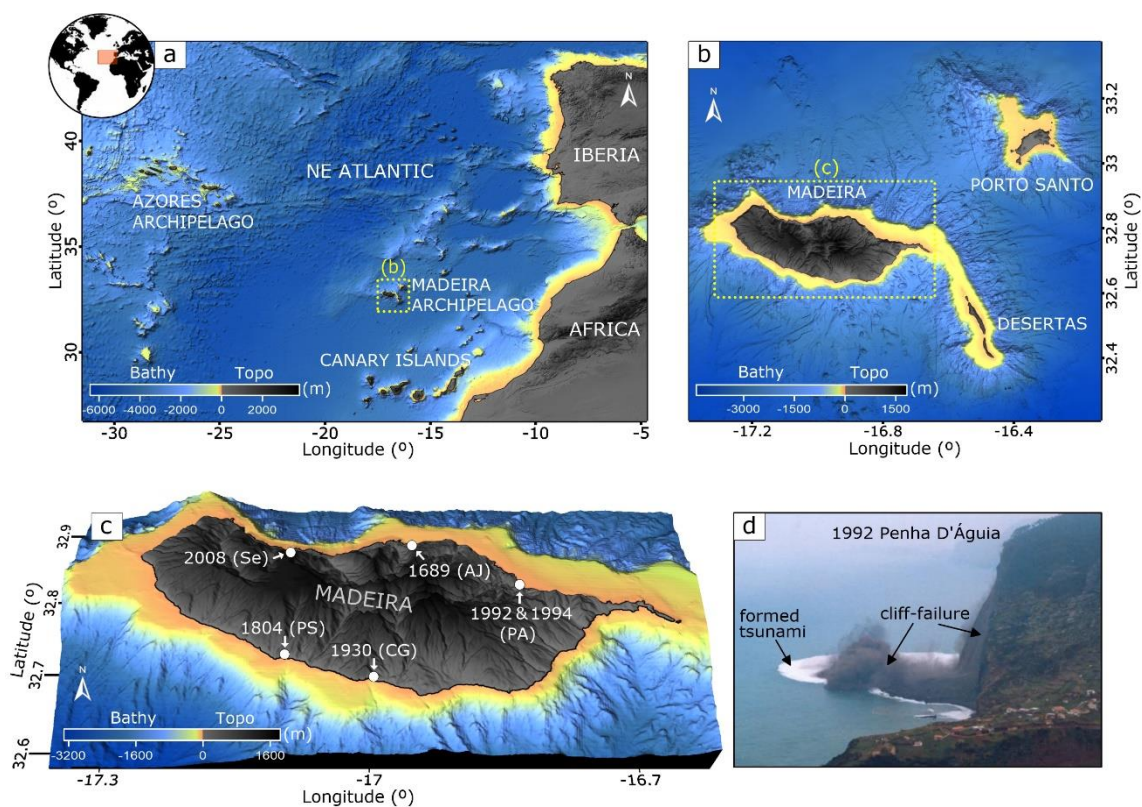 a
N
40
35
30
Latitude (º)
NE ATLANTIC
IBERIA
AZORES
ARCHIPELAGO
(b)
MADEIRA
ARCHIPELAGO
AFRICA
CANARY ISLANDS
Bathy Topo
(m)
-6000 -4000 -2000 0 2000
-30 -25 -20 -15 -10 -5
Longitude (º)
b
N
(c)
MADEIRA
PORTO SANTO
DESERTAS
Bathy Topo
(m)
-3000 -1500 0 1500
33.2
33
32.8
32.6
32.4
Latitude (º)
-17.2 -16.8 -16.4
Longitude (º)
c
32.9
32.8
32.7
32.6
Latitude (º)
N
2008 (Se)
1689 (AJ)
MADEIRA
1992 & 1994
(PA)
1804 (PS)
1930 (CG)
Bathy Topo
(m)
-3200 -1600 0 1600
-17.3 -17 -16.7
Longitude (º)
d
1992 Penha D'Águia
formed
tsunami
cliff-failure